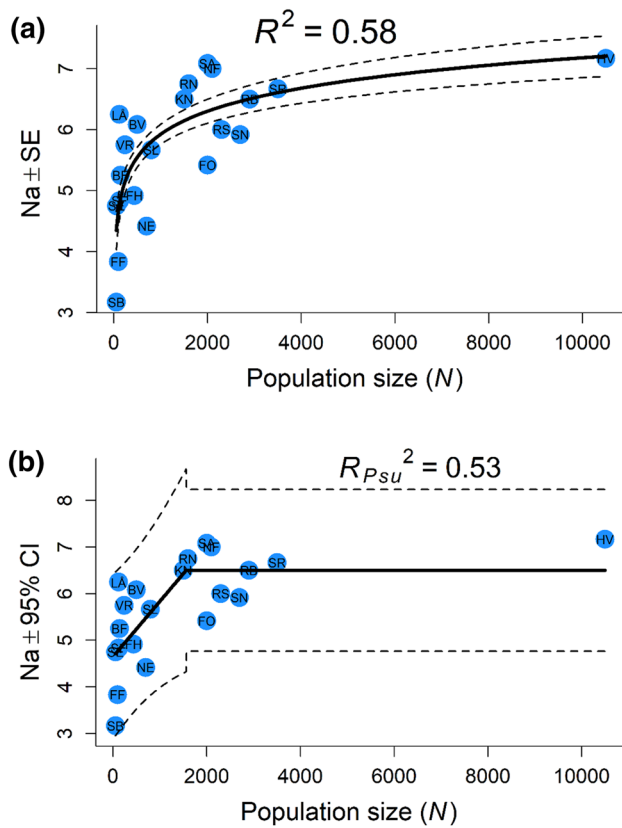 (a)
R² = 0.58
Na ± SE
7
6
5
4
3
SA
NF
HV
RN
SR
KN
RB
LA
BV
RS
SN
VR
FO
BF
FH
NE
FF
SB
0
2000
4000
6000
8000
10000
Population size (N)
(b)
R_Psu² = 0.53
Na ± 95% CI
8
7
6
5
4
3
SA
NF
HV
RN
SR
KN
RB
LA
BV
RS
SN
VR
FO
BF
FH
NE
FF
SB
0
2000
4000
6000
8000
10000
Population size (N)